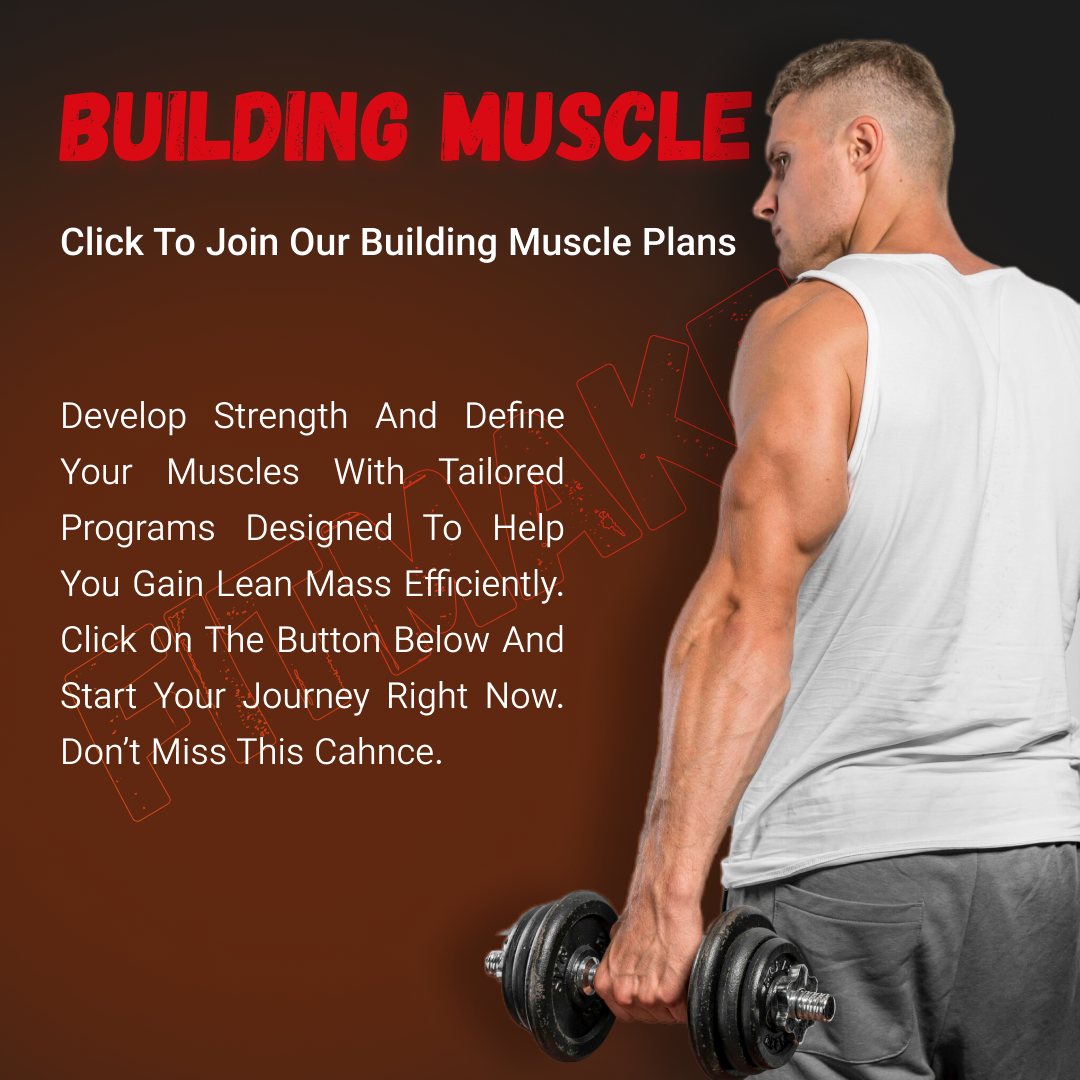 BUILDING MUSCLE
Click To Join Our Building Muscle Plans
Develop Strength And Define
Your Muscles With Tailored
Programs Designed To Help
You Gain Lean Mass Efficiently.
Click On The Button Below And
Start Your Journey Right Now.
Don’t Miss This Cahnce.